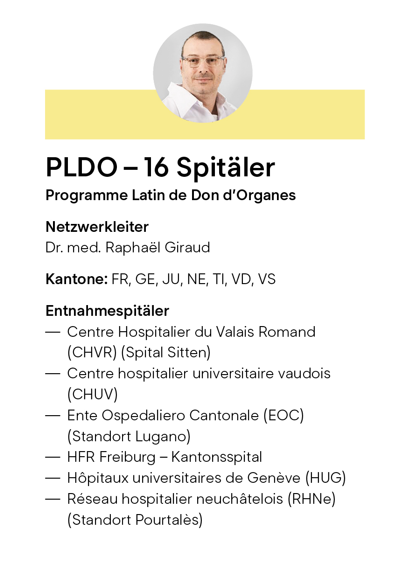 PLDO – 16 Spitäler
Programme Latin de Don d’Organes
Netzwerkleiter
Dr. med. Raphaël Giraud
Kantone: FR, GE, JU, NE, TI, VD, VS
Entnahmespitäler
— Centre Hospitalier du Valais Romand
(CHVR) (Spital Sitten)
— Centre hospitalier universitaire vaudois
(CHUV)
— Ente Ospedaliero Cantonale (EOC)
(Standort Lugano)
— HFR Freiburg – Kantonsspital
— Hôpitaux universitaires de Genève (HUG)
— Réseau hospitalier neuchâtelois (RHNe)
(Standort Pourtalès)